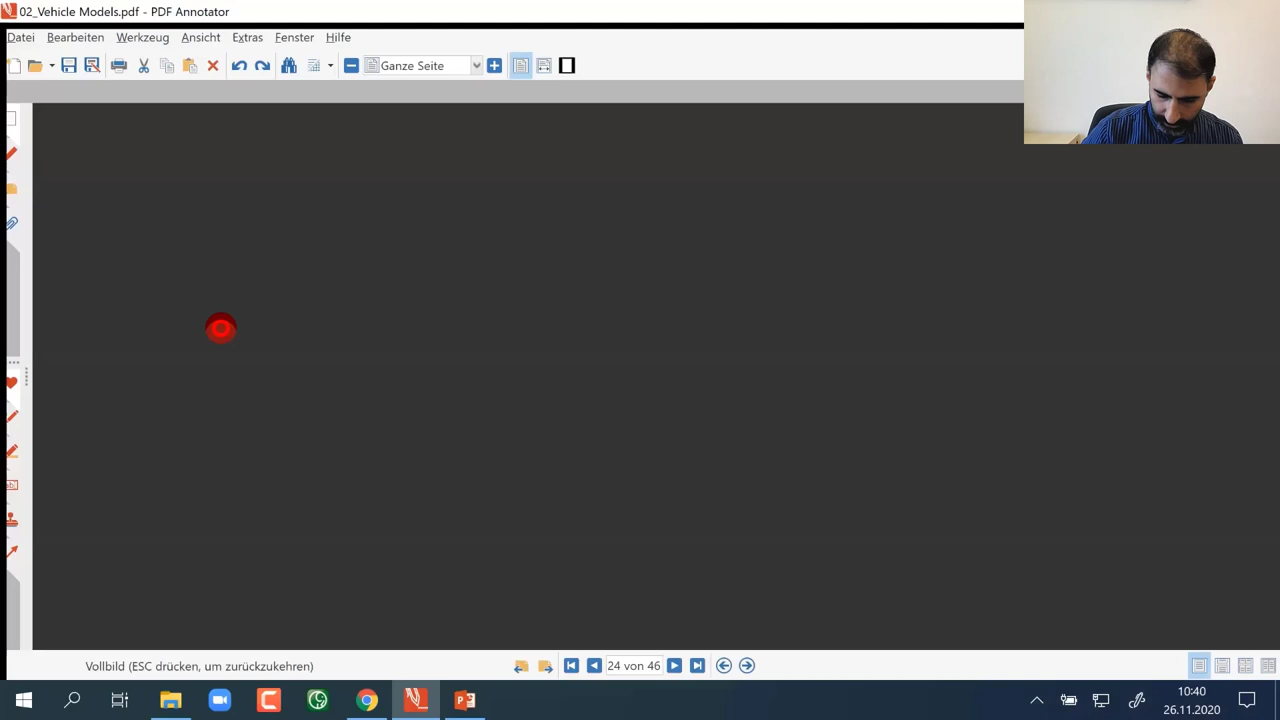 02_Vehicle Models.pdf - PDF Annotator
Datei Bearbeiten Werkzeug Ansicht Extras Fenster Hilfe
Ganze Seite
Vollbild (ESC drücken, um zurückzukehren)
24 von 46
10:40
26.11.2020